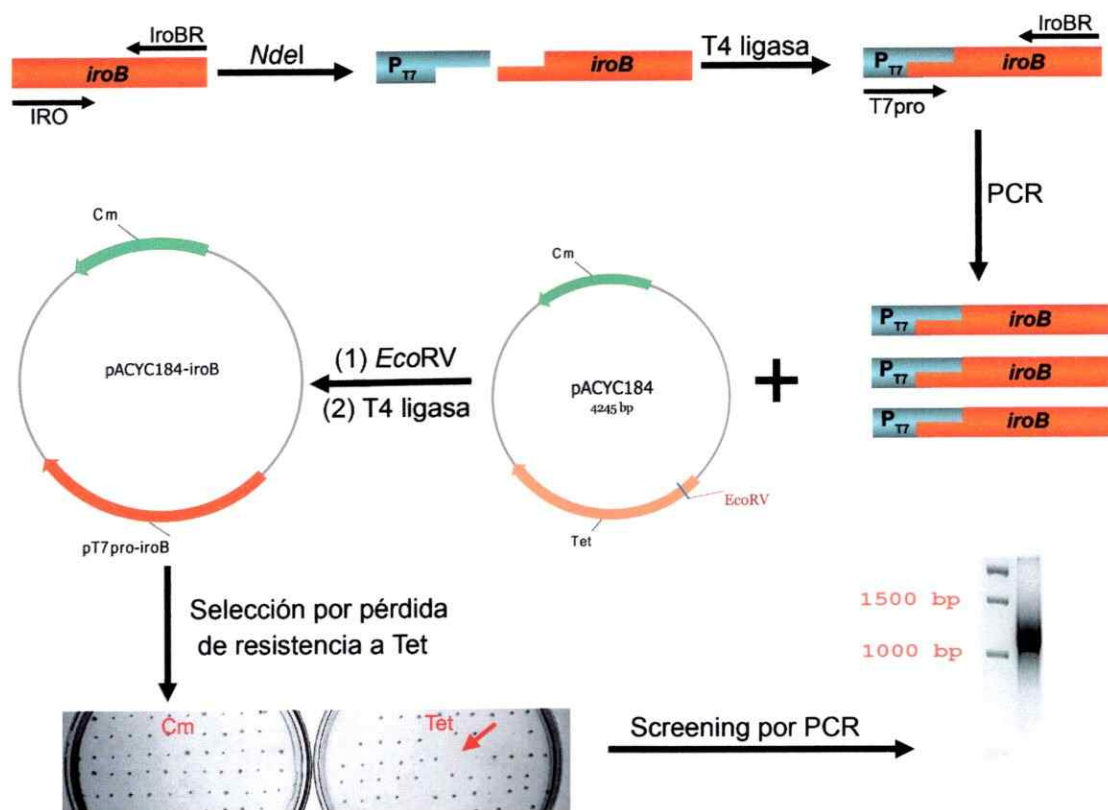 IroBR
iroB
IRO
NdeI
PT7
iroB
T4 ligasa
IroBR
PT7
iroB
T7pro
PCR
PT7
iroB
PT7
iroB
PT7
iroB
Cm
pACYC184-iroB
pT7pro-iroB
(1) EcoRV
(2) T4 ligasa
Cm
pACYC184
4245 bp
EcoRV
Tet
+
Selección por pérdida
de resistencia a Tet
Cm
Tet
Screening por PCR
1500 bp
1000 bp